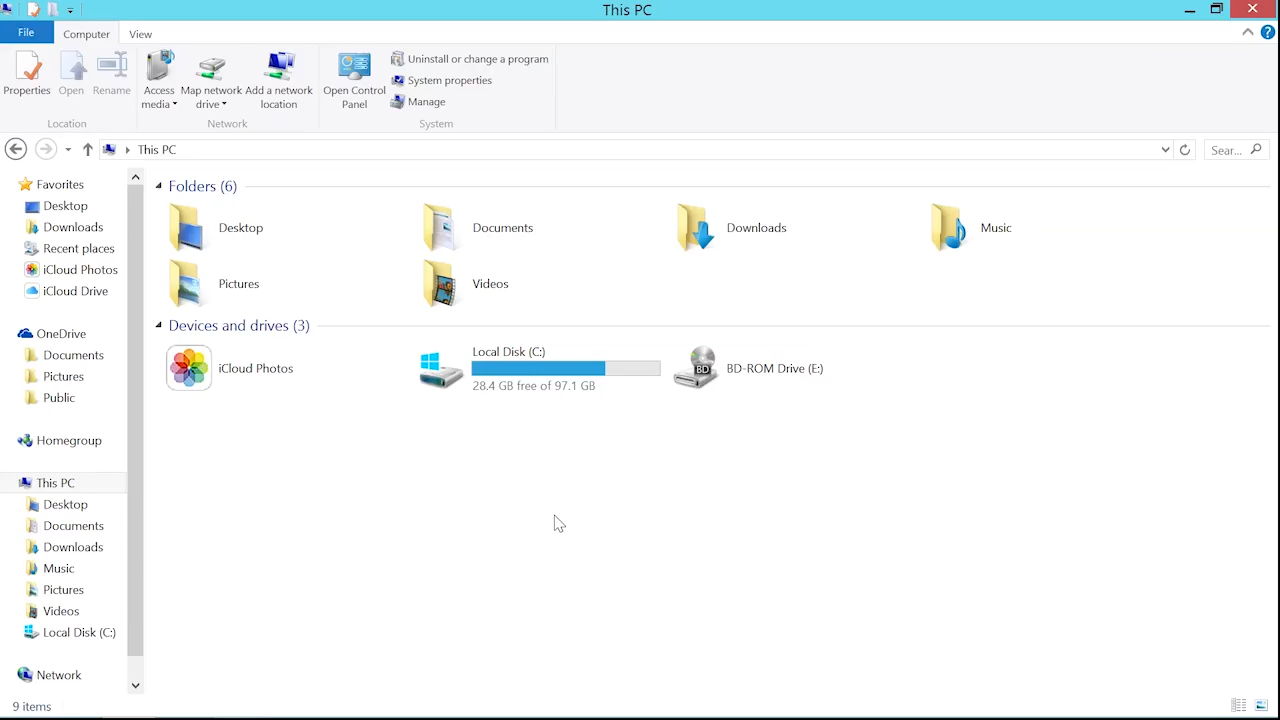 This PC
File
Computer
View
Properties
Open
Rename
Access media
Map network drive
Add a network location
Open Control Panel
Uninstall or change a program
System properties
Manage
Location
Network
System
This PC
Sear...
Favorites
Desktop
Downloads
Recent places
iCloud Photos
iCloud Drive
OneDrive
Documents
Pictures
Public
Homegroup
This PC
Desktop
Documents
Downloads
Music
Pictures
Videos
Local Disk (C:)
Network
Folders (6)
Desktop
Documents
Downloads
Music
Pictures
Videos
Devices and drives (3)
iCloud Photos
Local Disk (C:)
28.4 GB free of 97.1 GB
BD
BD-ROM Drive (E:)
9 items